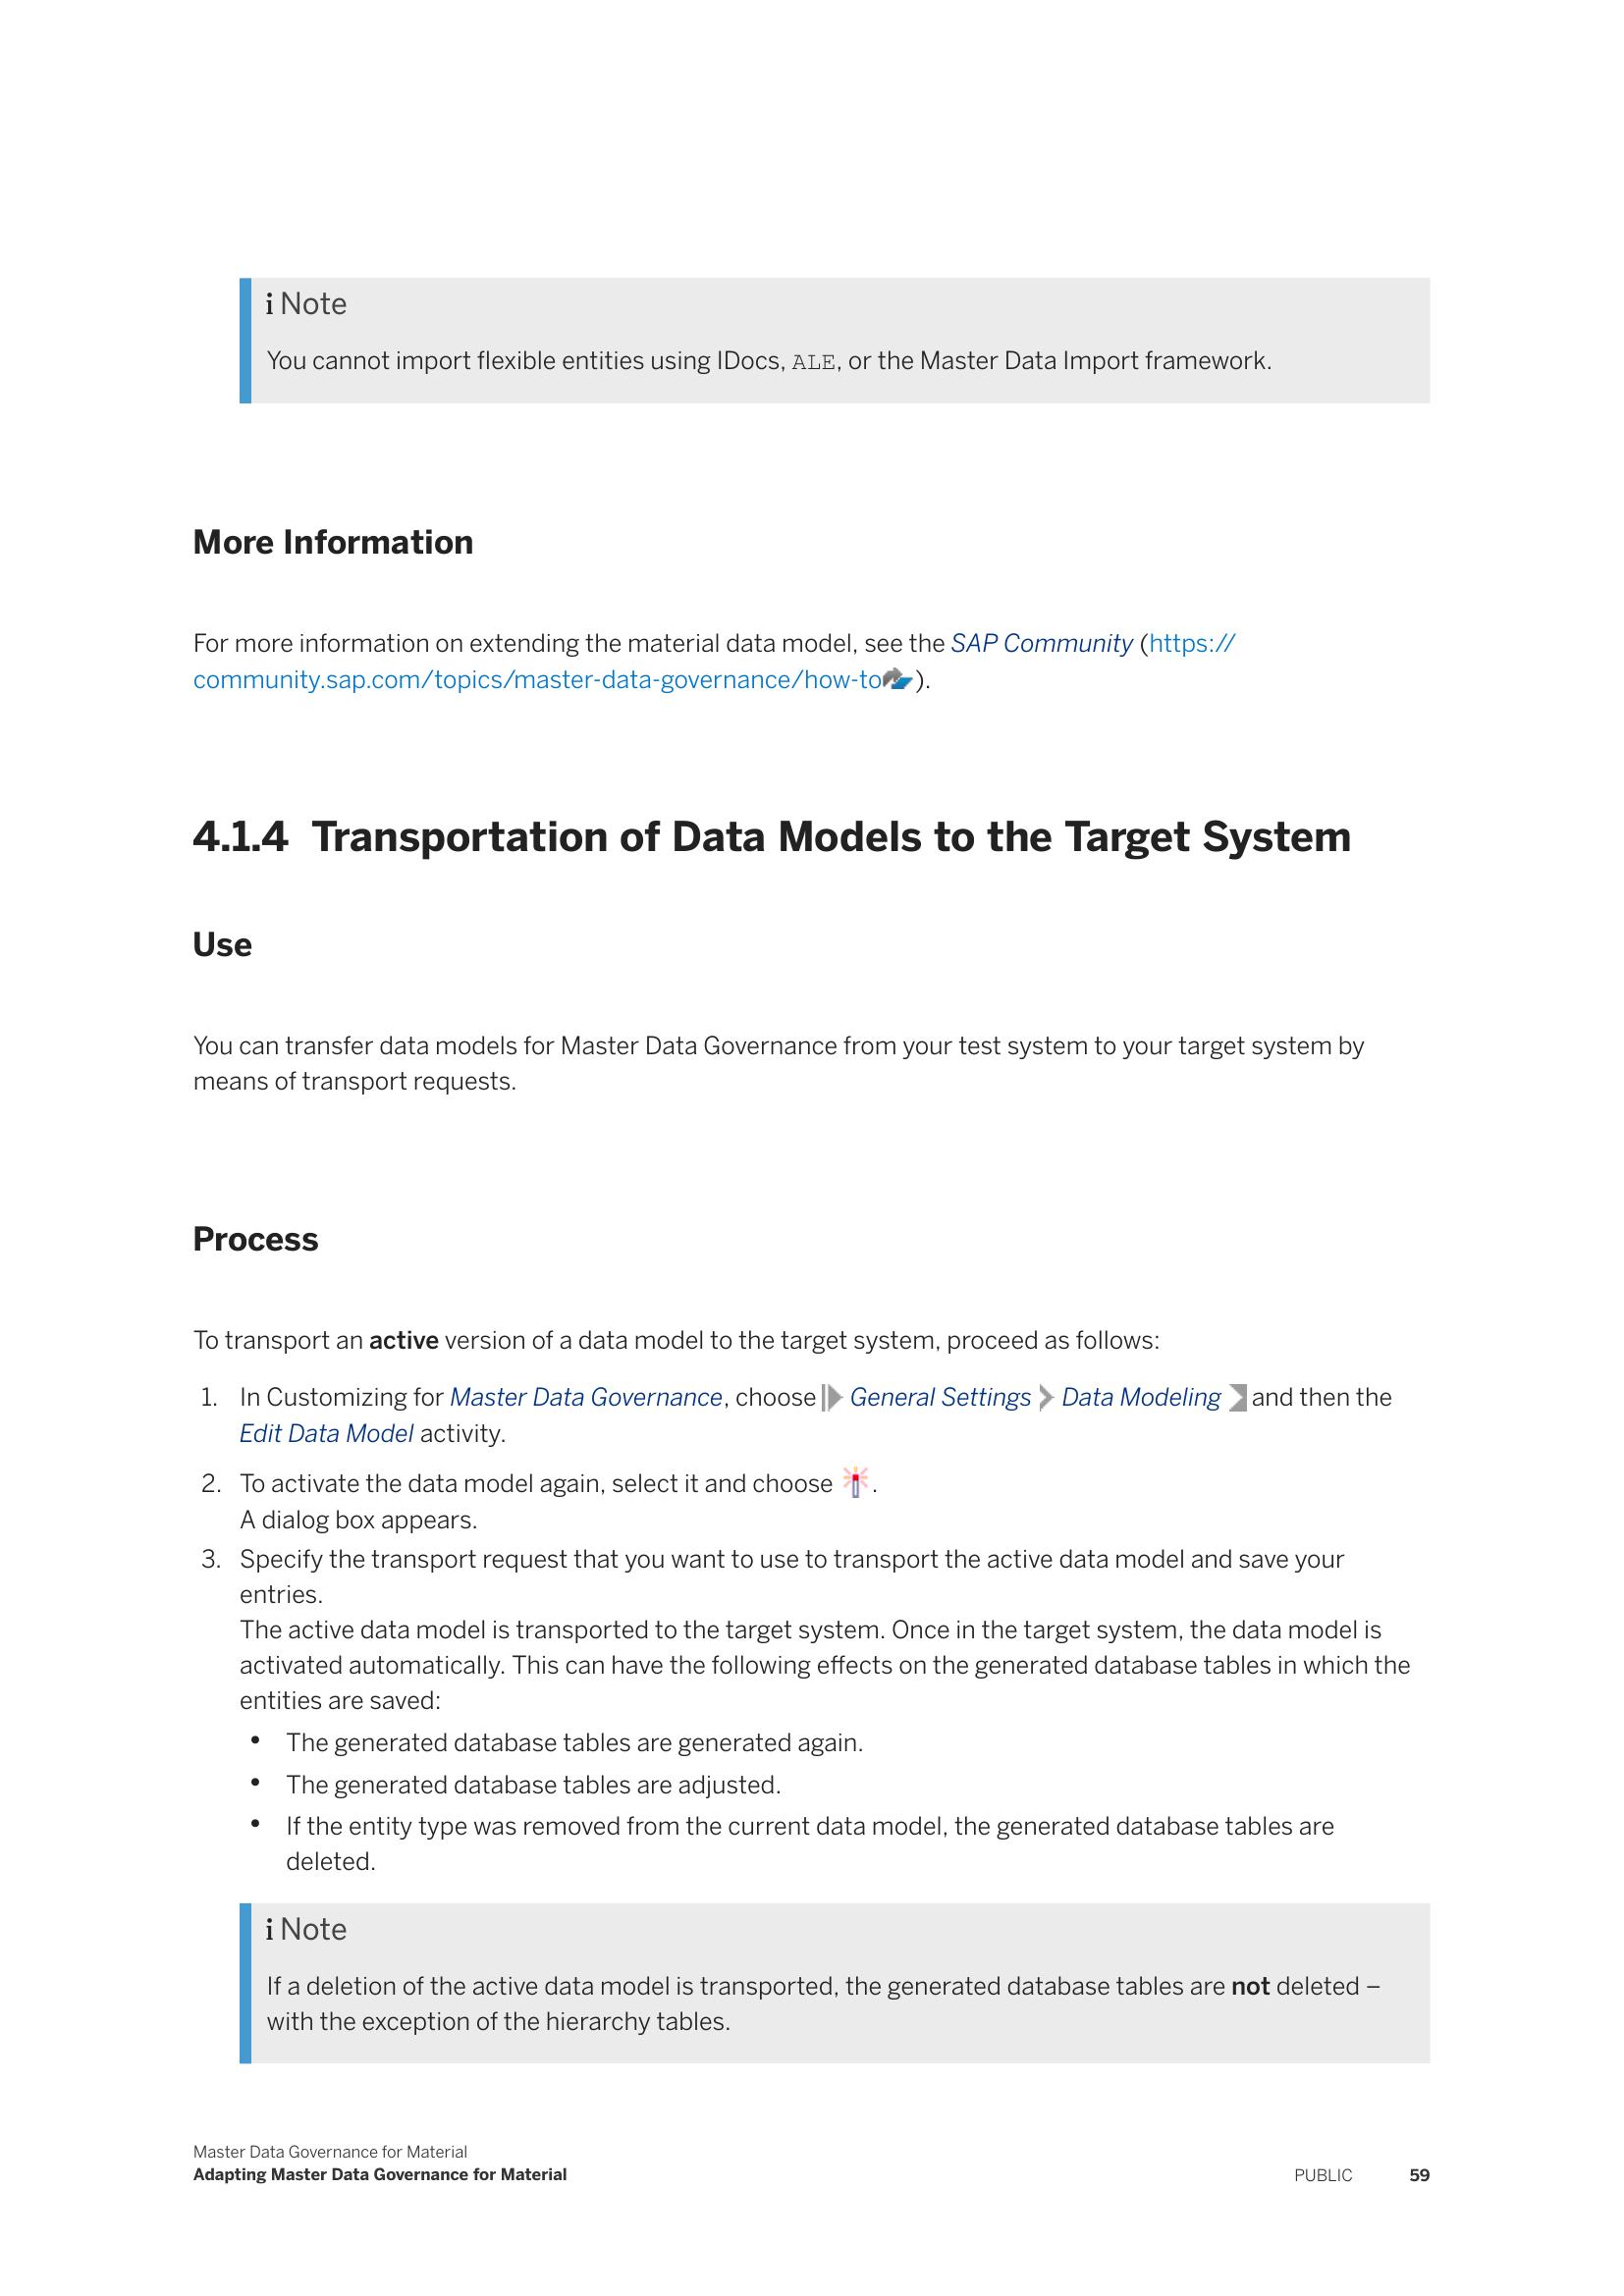 i Note
You cannot import flexible entities using IDocs, ALE, or the Master Data Import framework.
More Information
For more information on extending the material data model, see the SAP Community (https://
community.sap.com/topics/master-data-governance/how-to).
4.1.4 Transportation of Data Models to the Target System
Use
You can transfer data models for Master Data Governance from your test system to your target system by
means of transport requests.
Process
To transport an active version of a data model to the target system, proceed as follows:
1. In Customizing for Master Data Governance, choose General Settings Data Modeling and then the
Edit Data Model activity.
2. To activate the data model again, select it and choose .
A dialog box appears.
3. Specify the transport request that you want to use to transport the active data model and save your
entries.
The active data model is transported to the target system. Once in the target system, the data model is
activated automatically. This can have the following effects on the generated database tables in which the
entities are saved:
• The generated database tables are generated again.
• The generated database tables are adjusted.
• If the entity type was removed from the current data model, the generated database tables are
deleted.
i Note
If a deletion of the active data model is transported, the generated database tables are not deleted –
with the exception of the hierarchy tables.
Master Data Governance for Material
Adapting Master Data Governance for Material
PUBLIC 59